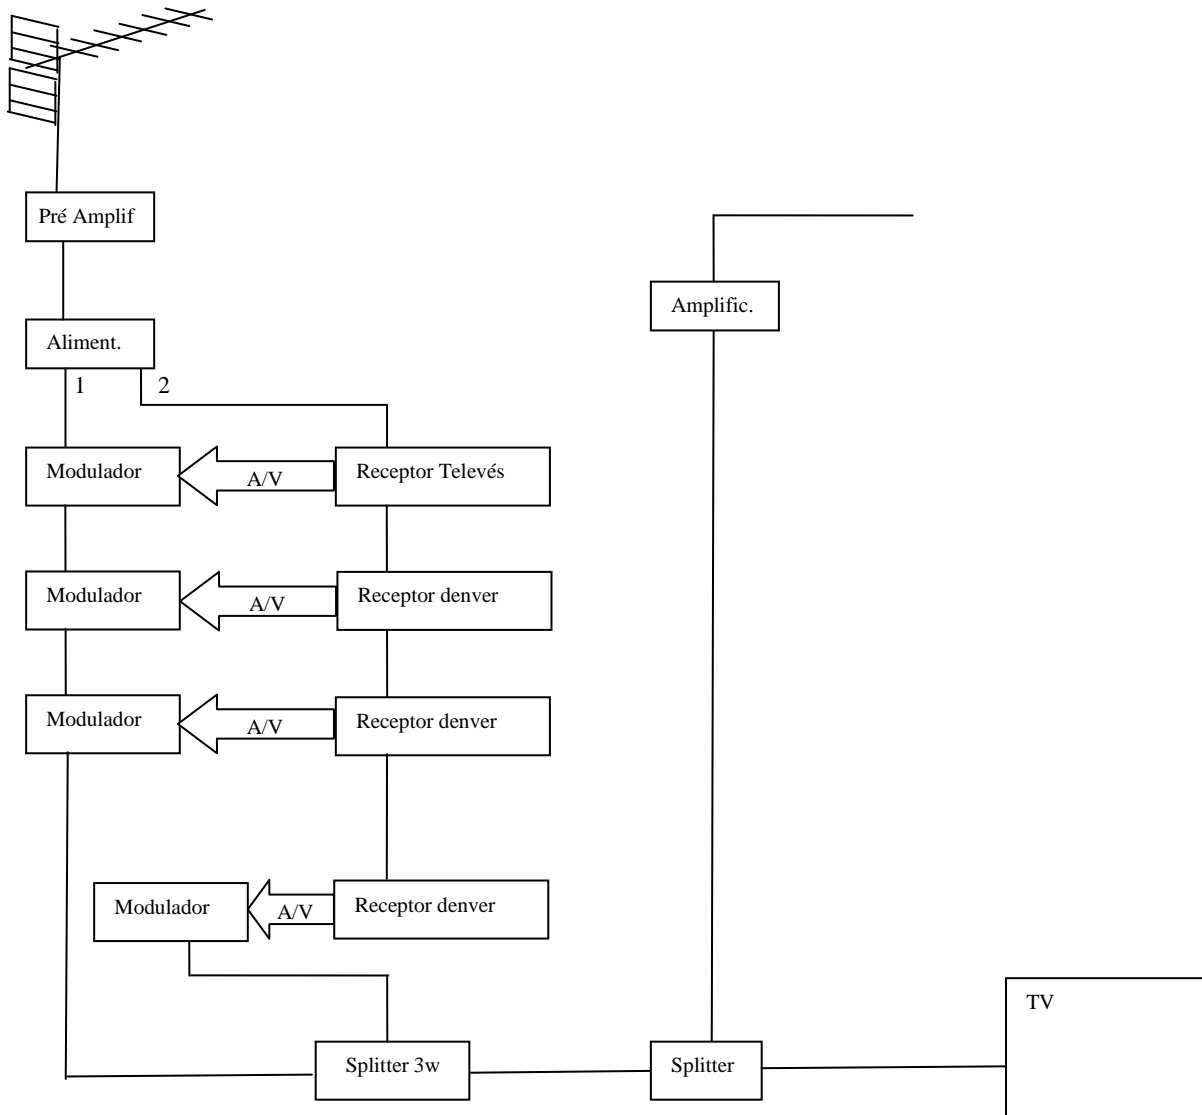 Pré Amplif
Amplific.
Aliment.
1
2
Modulador
A/V
Receptor Televés
Modulador
A/V
Receptor denver
Modulador
A/V
Receptor denver
Modulador
A/V
Receptor denver
TV
Splitter 3w
Splitter